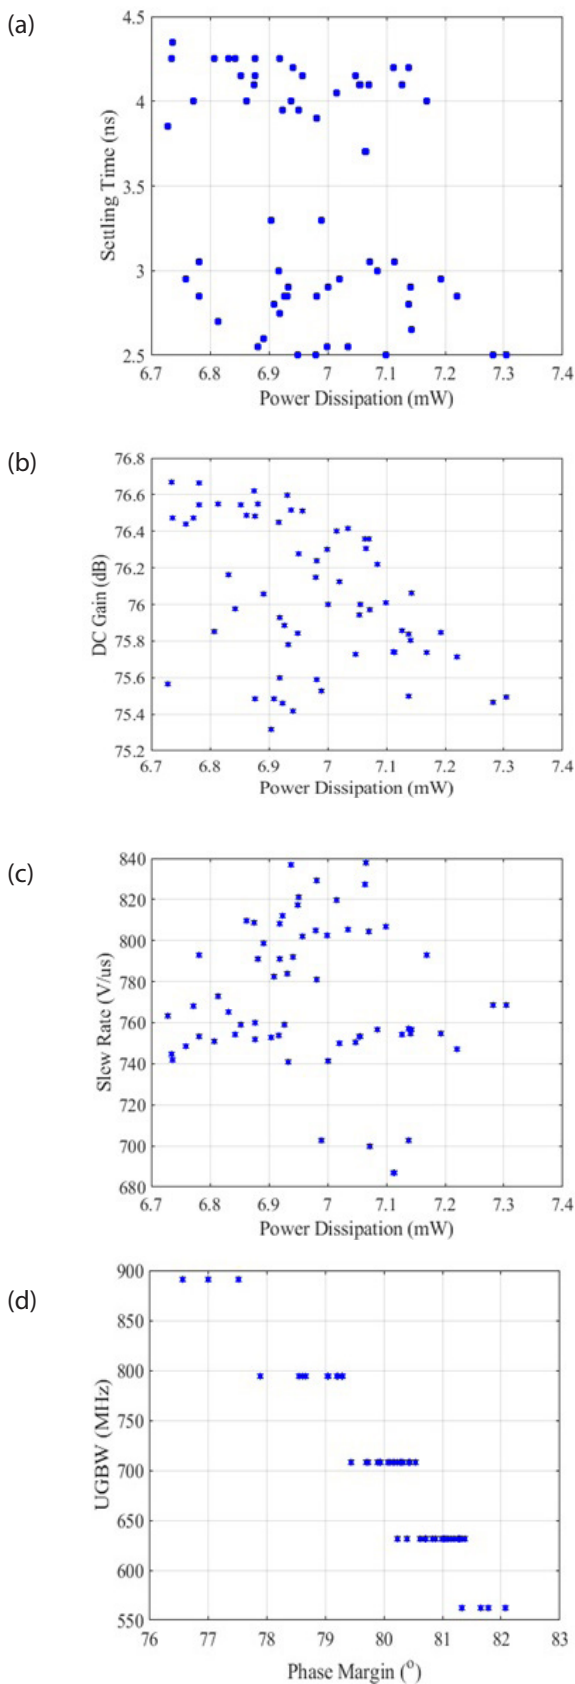 (a)
4.5
4
3.5
3
2.5
Settling Time (ns)
6.7 6.8 6.9 7 7.1 7.2 7.3 7.4
Power Dissipation (mW)
(b)
76.8
76.6
76.4
76.2
76
75.8
75.6
75.4
75.2
DC Gain (dB)
6.7 6.8 6.9 7 7.1 7.2 7.3 7.4
Power Dissipation (mW)
(c)
840
820
800
780
760
740
720
700
680
Slew Rate (V/us)
6.7 6.8 6.9 7 7.1 7.2 7.3 7.4
Power Dissipation (mW)
(d)
900
850
800
750
700
650
600
550
UGBW (MHz)
76 77 78 79 80 81 82 83
Phase Margin (°)